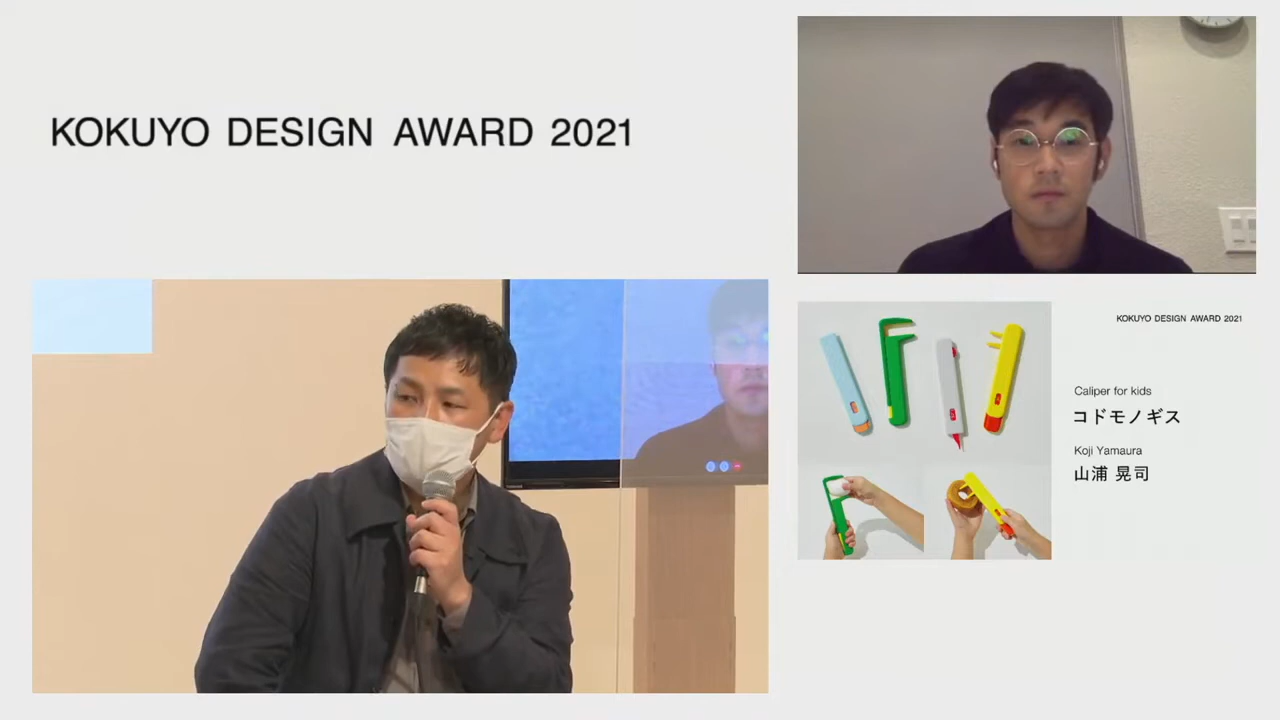 KOKUYO DESIGN AWARD 2021
KOKUYO DESIGN AWARD 2021
Caliper for kids
コドモノギス
Koji Yamaura
山浦 晃司